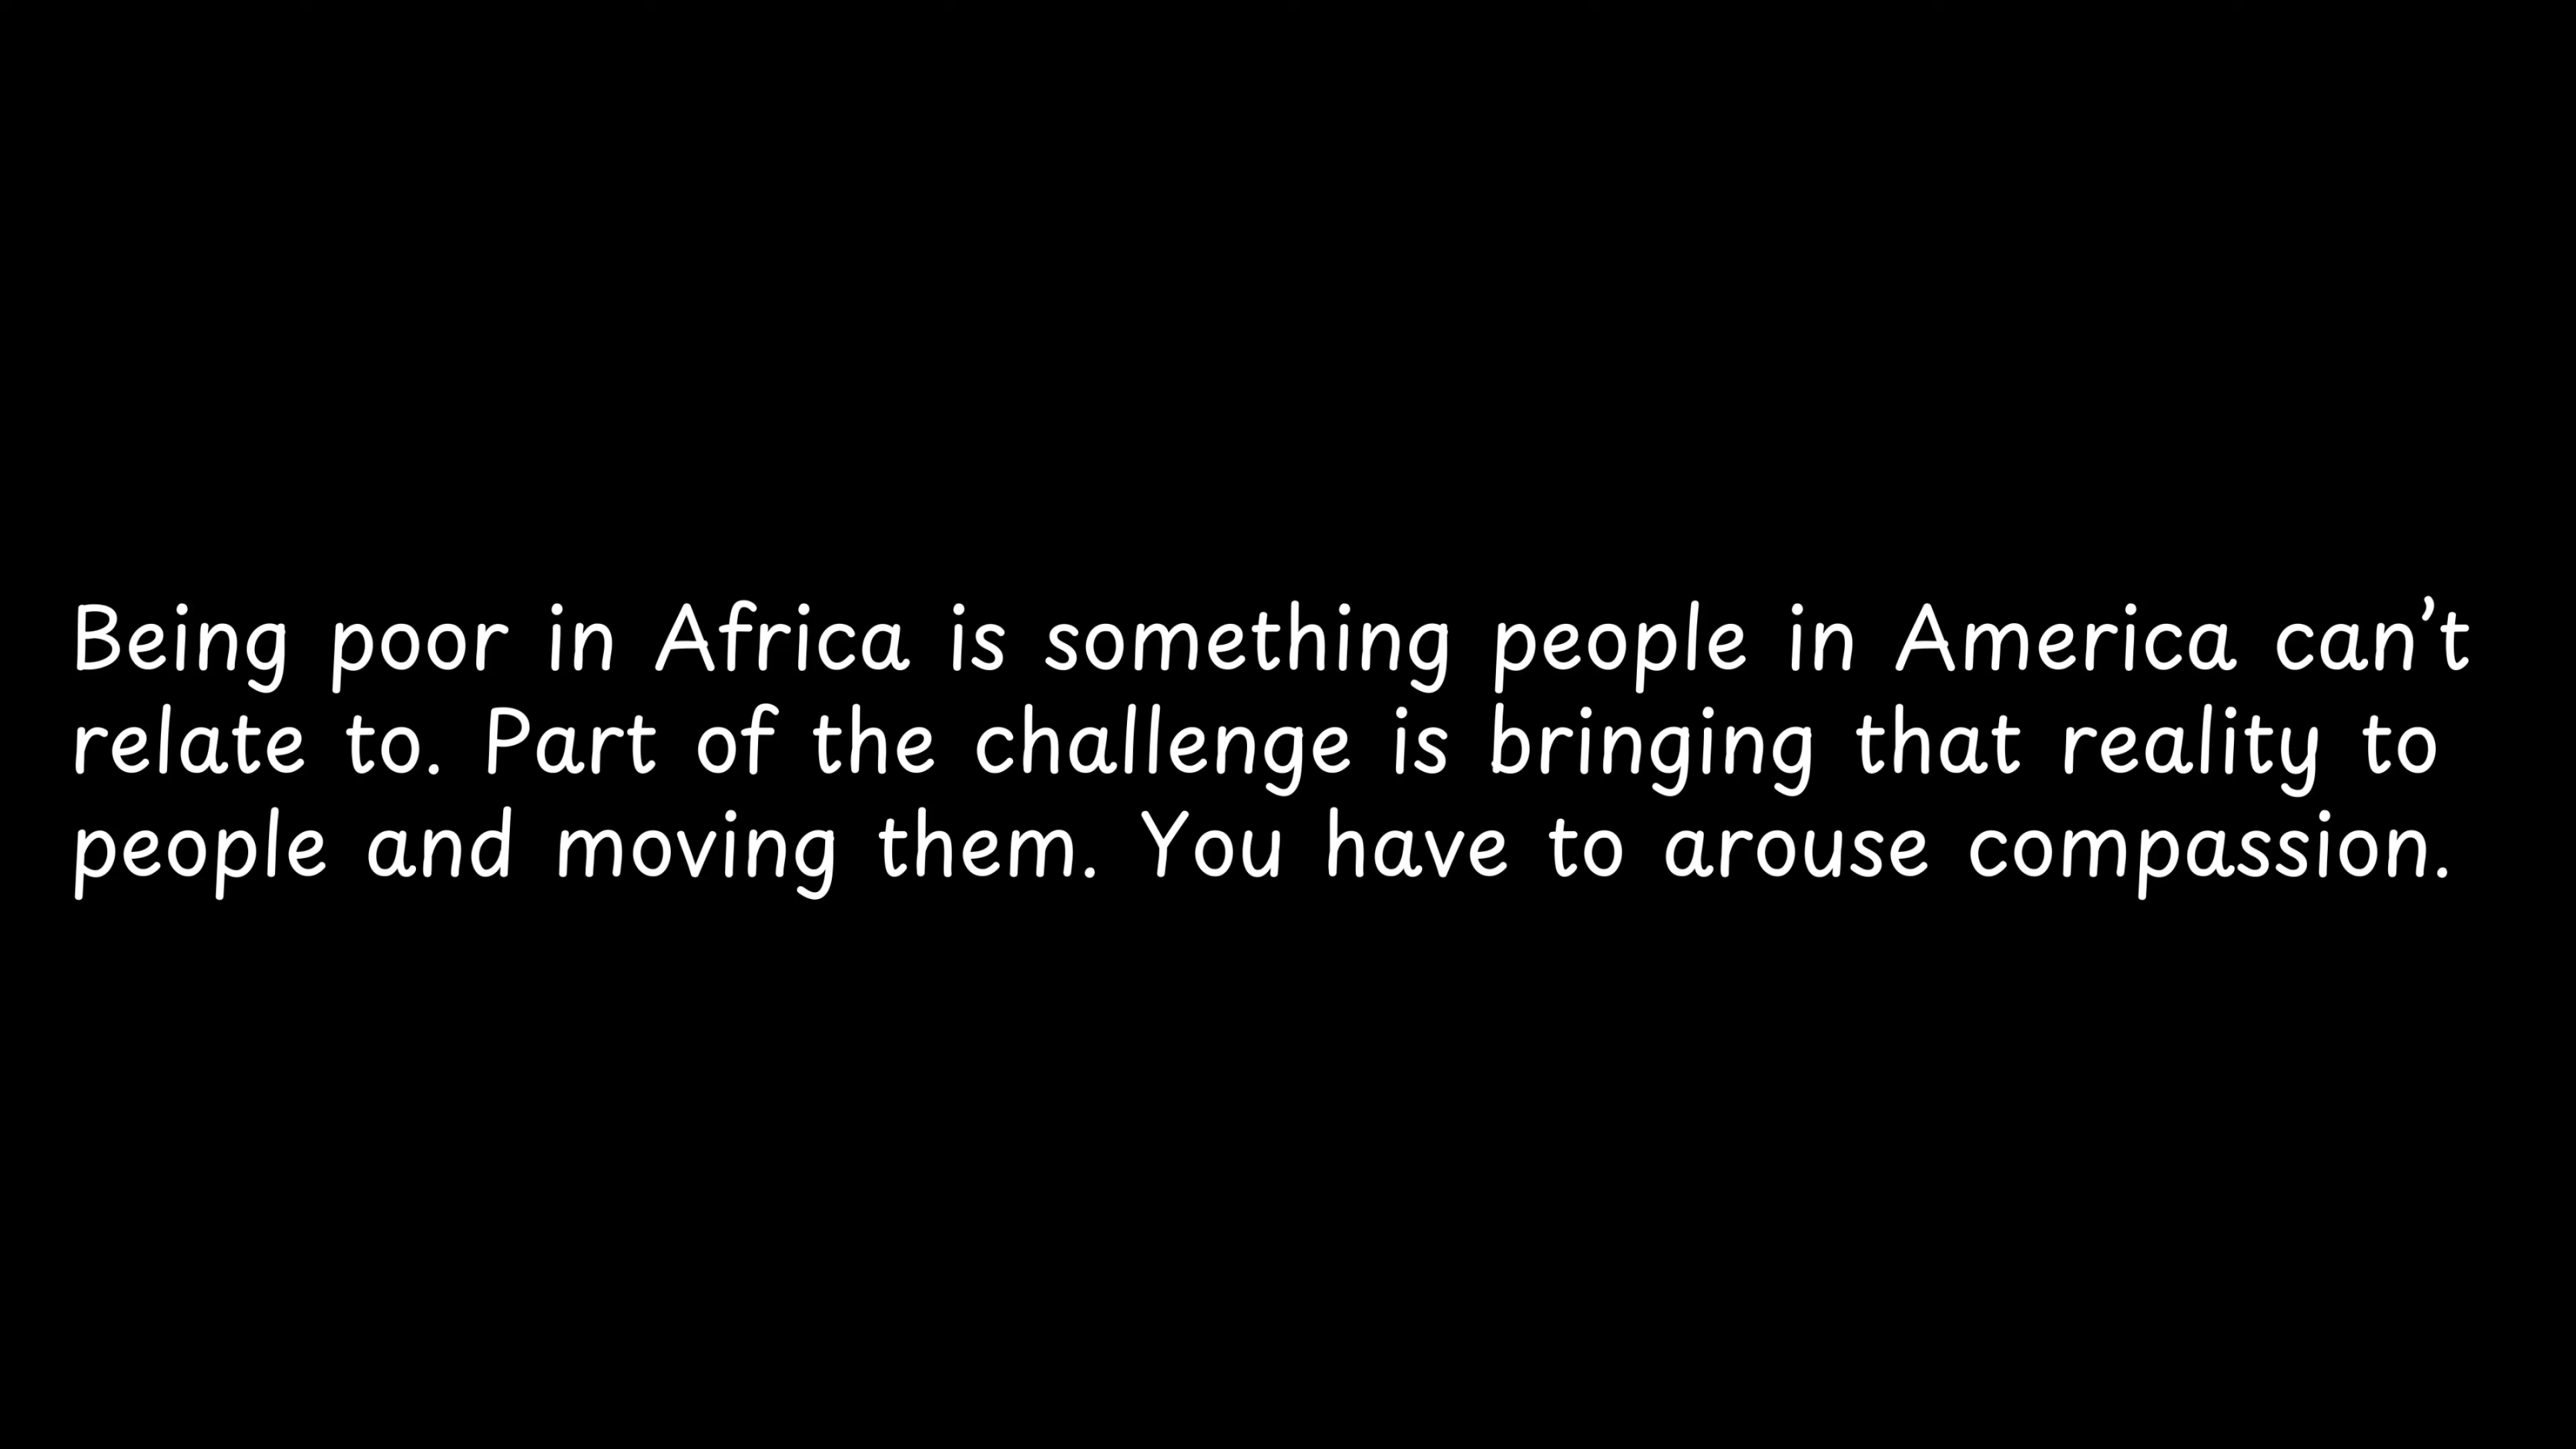 Being poor in Africa is something people in America can’t
relate to. Part of the challenge is bringing that reality to
people and moving them. You have to arouse compassion.